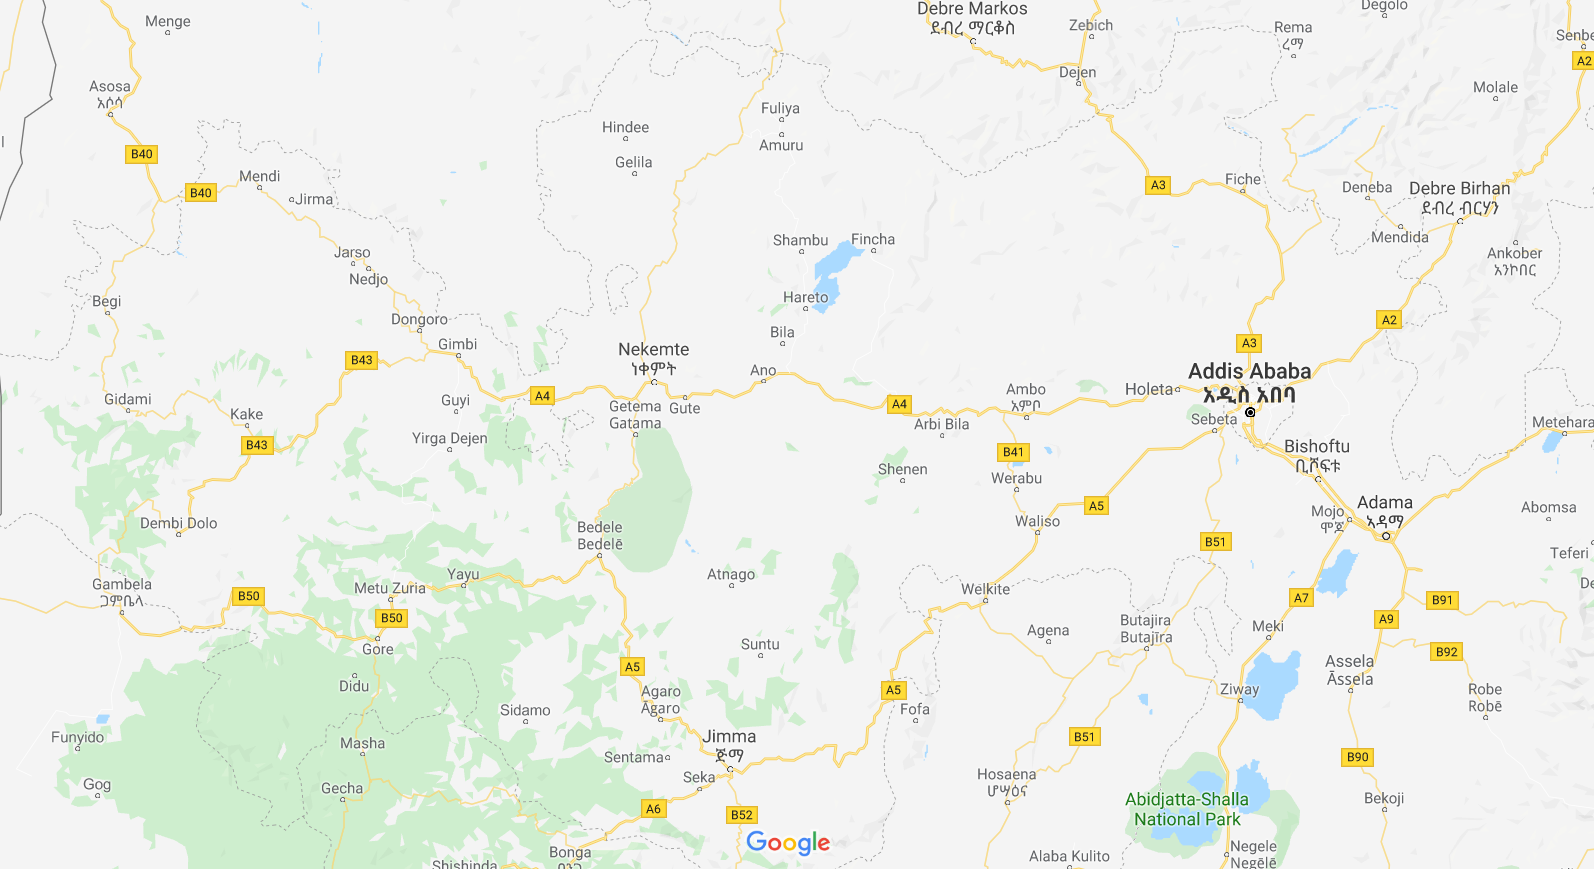 Menge
Debre Markos
ደብረ ማርቆስ
Zebich
Degolo
Rema
ረማ
A2
Asosa
አሶሳ
Dejen
Molale
B40
Hindee
Fuliya
Amuru
Gelila
A3
Fiche
Deneba
Debre Birhan
ደብረ ብርሃን
B40
Mendi
Jirma
Mendida
Ankober
አንኮበር
Jarso
Nedjo
Shambu
Fincha
Begi
Hareto
Dongoro
Gimbi
Bila
A2
A3
B43
Nekemte
ነቀምት
Ano
Addis Ababa
አዲስ አበባ
Gidami
Kake
Guyi
A4
Getema
Gatama
Gute
A4
Ambo
አምቦ
Holeta
Sebeta
Metehara
B43
Yirga Dejen
Arbi Bila
B41
Bishoftu
ቢሾፍቱ
Shenen
Werabu
A5
Adama
አዳማ
Mojo
ሞጆ
Abomsa
Dembi Dolo
Bedele
Bedelē
Waliso
B51
Teferi
Gambela
ጋምቤላ
B50
Metu Zuria
Yayu
Atnago
Welkite
A7
B91
B50
Gore
Suntu
Agena
Butajira
Butajīra
Meki
A9
B92
Didu
A5
Agaro
Āgaro
A5
Fofa
Ziway
Assela
Āssela
Robe
Robē
Sidamo
Funyido
Masha
Jimma
ጅማ
B51
B90
Sentama
Seka
Gog
Gecha
Hosaena
ሆሣዕና
Abidjatta-Shalla
National Park
Bekoji
A6
B52
Google
Bonga
Shishinda
Alaba Kulito
Negele
Negēlē